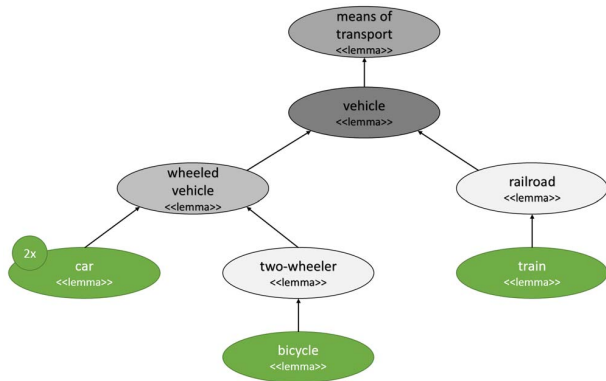 means of
transport
<<lemma>>
vehicle
<<lemma>>
wheeled
vehicle
<<lemma>>
railroad
<<lemma>>
2x
car
<<lemma>>
two-wheeler
<<lemma>>
train
<<lemma>>
bicycle
<<lemma>>